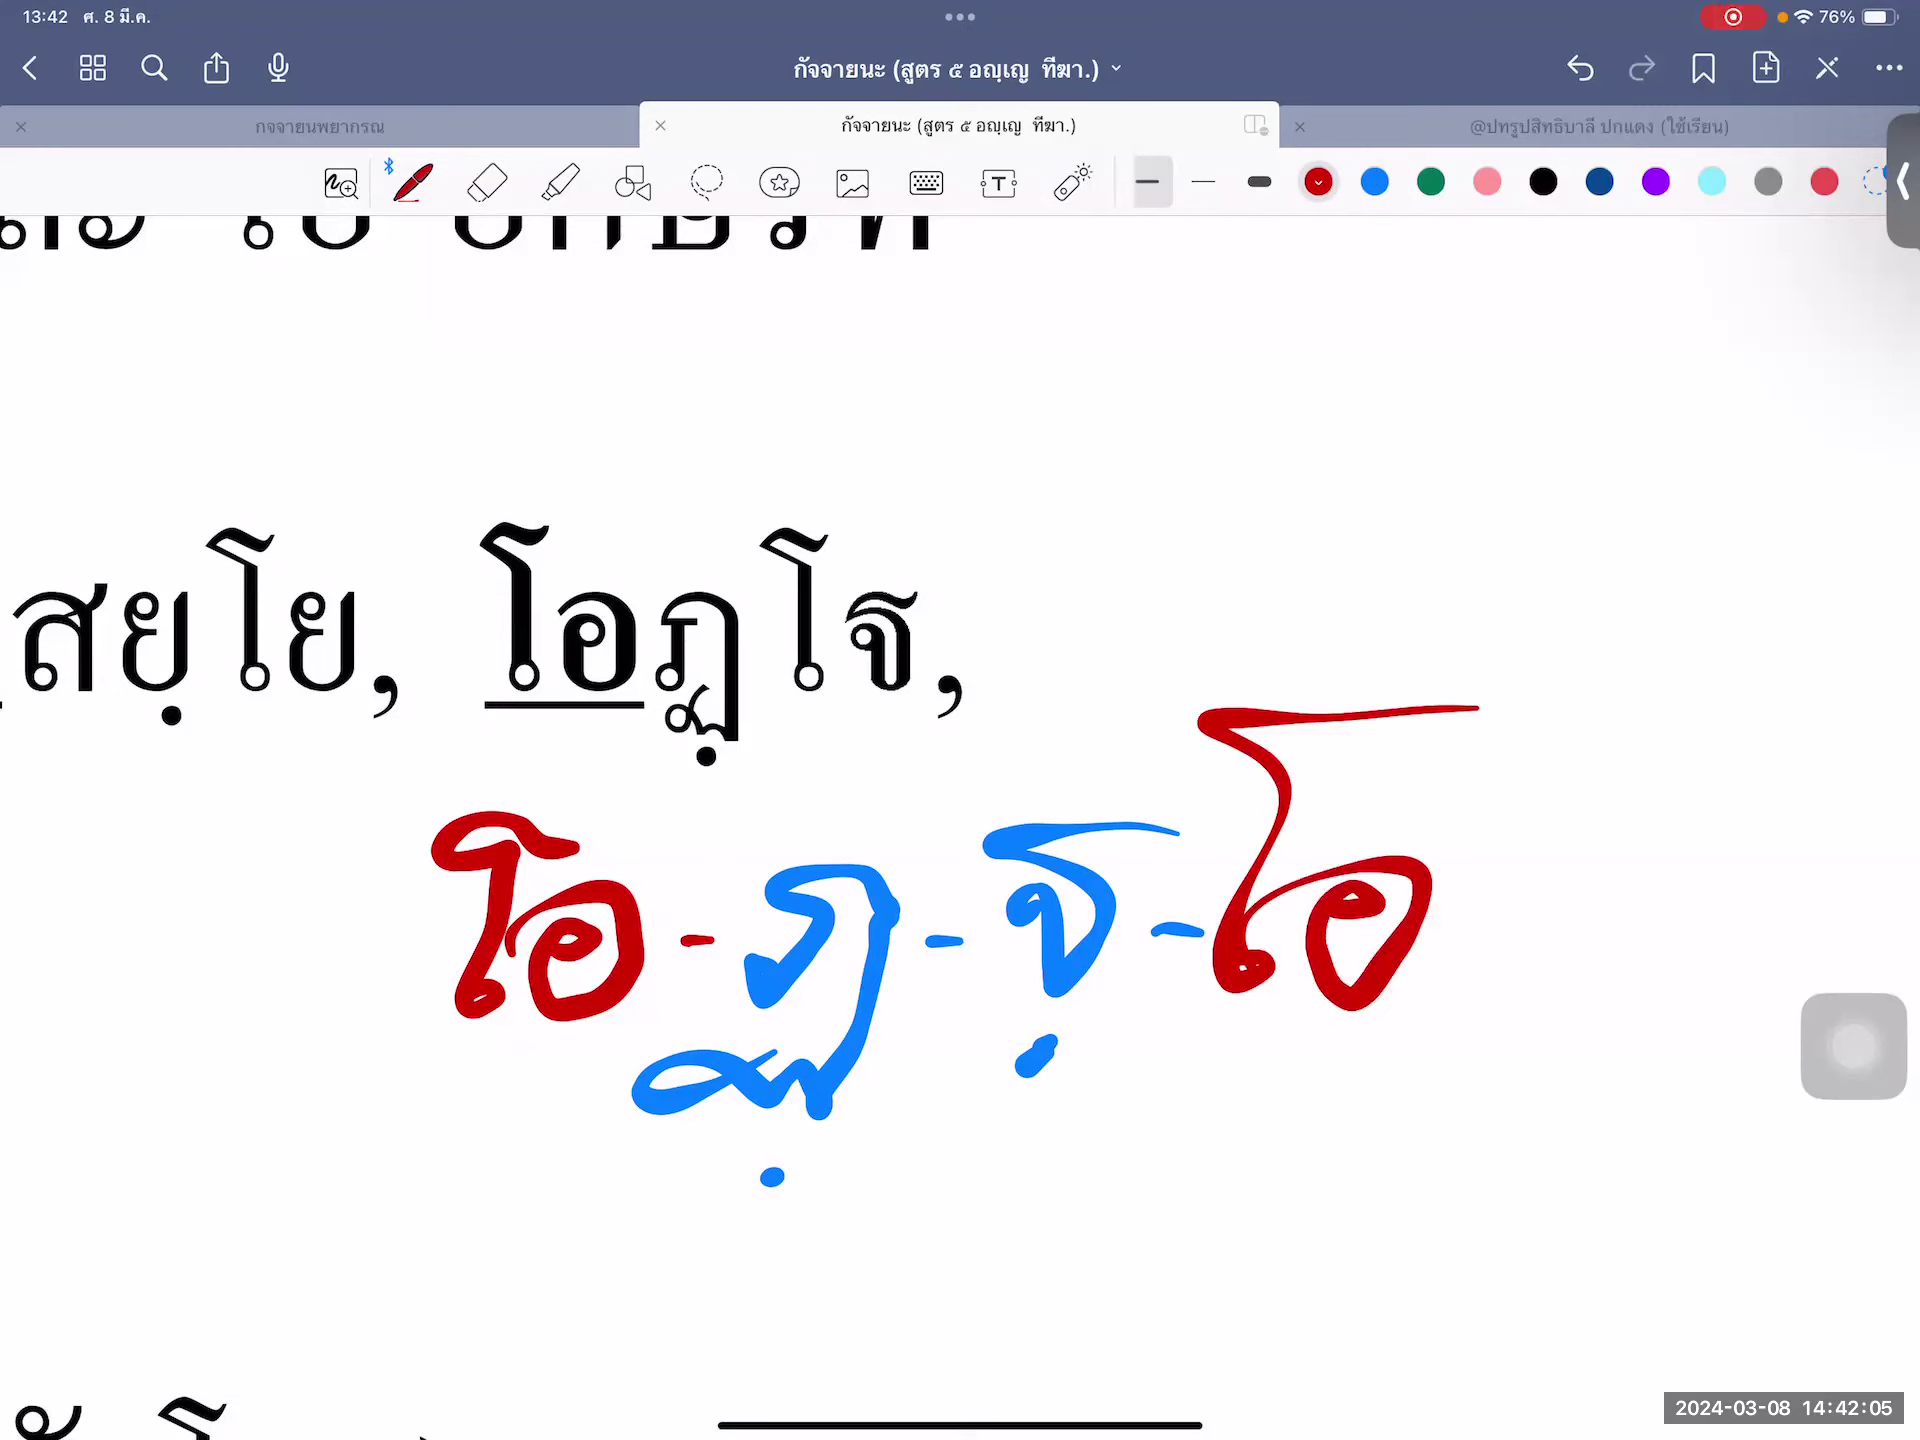 13:42 ศ. 8 มี.ค.
76%
กัจจายนะ (สูตร ๕ อญฺเญ ทีฆา.)
กจจายนพยากรณ
กัจจายนะ (สูตร ๕ อญฺเญ ทีฆา.)
@ปทรูปสิทธิบาลี ปกแดง (ใช้เรียน)
สยฺโย, โอฏฺโฐ,
โอ - ฏฺ - ฐฺ - โอ
2024-03-08 14:42:05